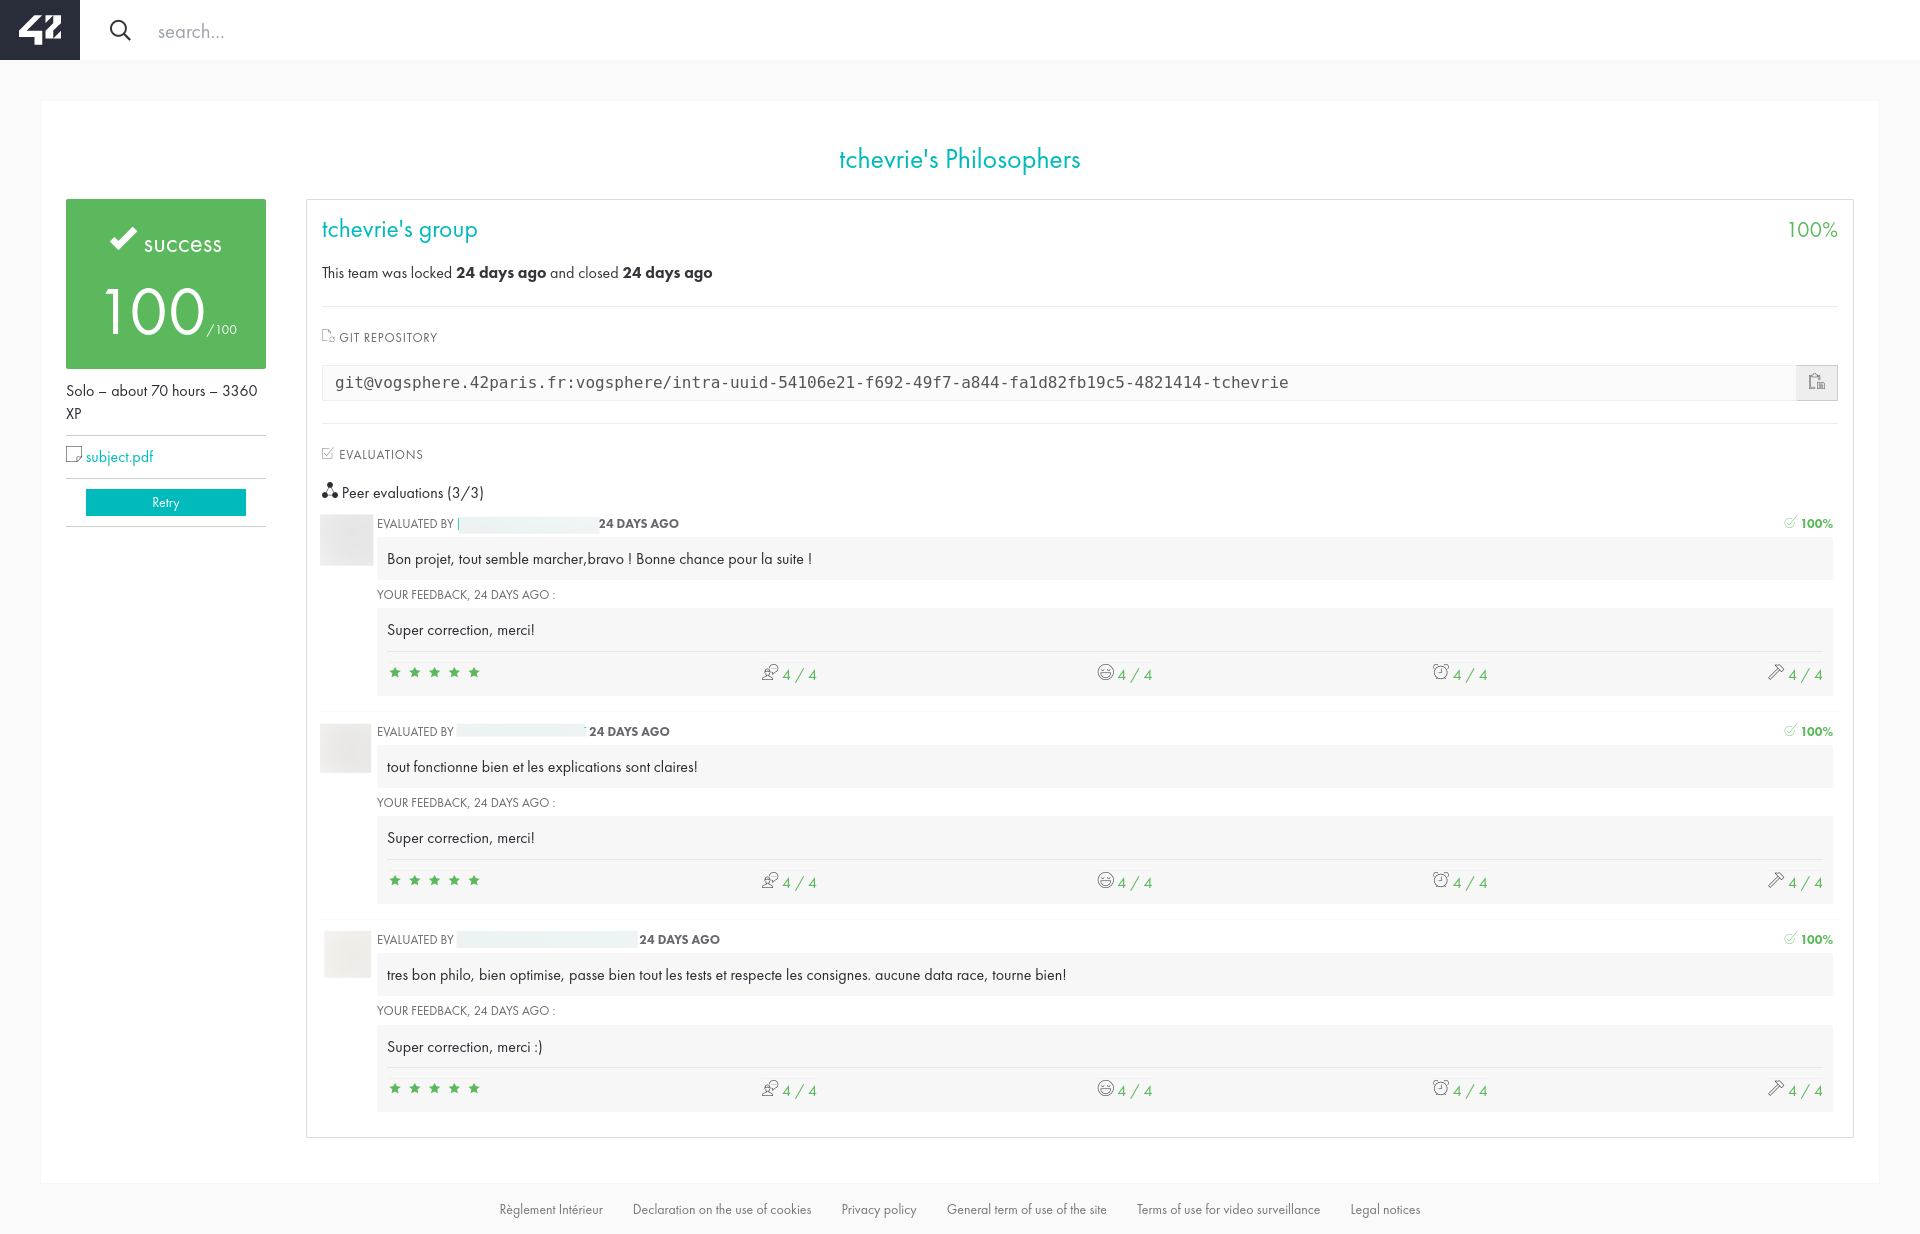 42
search...
tchevrie's Philosophers
success
100/100
Solo – about 70 hours – 3360
XP
subject.pdf
Retry
tchevrie's group
100%
This team was locked 24 days ago and closed 24 days ago
GIT REPOSITORY
git@vogsphere.42paris.fr:vogsphere/intra-uuid-54106e21-f692-49f7-a844-fa1d82fb19c5-4821414-tchevrie
EVALUATIONS
Peer evaluations (3/3)
EVALUATED BY 24 DAYS AGO 100%
Bon projet, tout semble marcher,bravo ! Bonne chance pour la suite !
YOUR FEEDBACK, 24 DAYS AGO :
Super correction, merci!
4 / 4 4 / 4 4 / 4 4 / 4
EVALUATED BY 24 DAYS AGO 100%
tout fonctionne bien et les explications sont claires!
YOUR FEEDBACK, 24 DAYS AGO :
Super correction, merci!
4 / 4 4 / 4 4 / 4 4 / 4
EVALUATED BY 24 DAYS AGO 100%
tres bon philo, bien optimise, passe bien tout les tests et respecte les consignes. aucune data race, tourne bien!
YOUR FEEDBACK, 24 DAYS AGO :
Super correction, merci :)
4 / 4 4 / 4 4 / 4 4 / 4
Règlement Intérieur Declaration on the use of cookies Privacy policy General term of use of the site Terms of use for video surveillance Legal notices